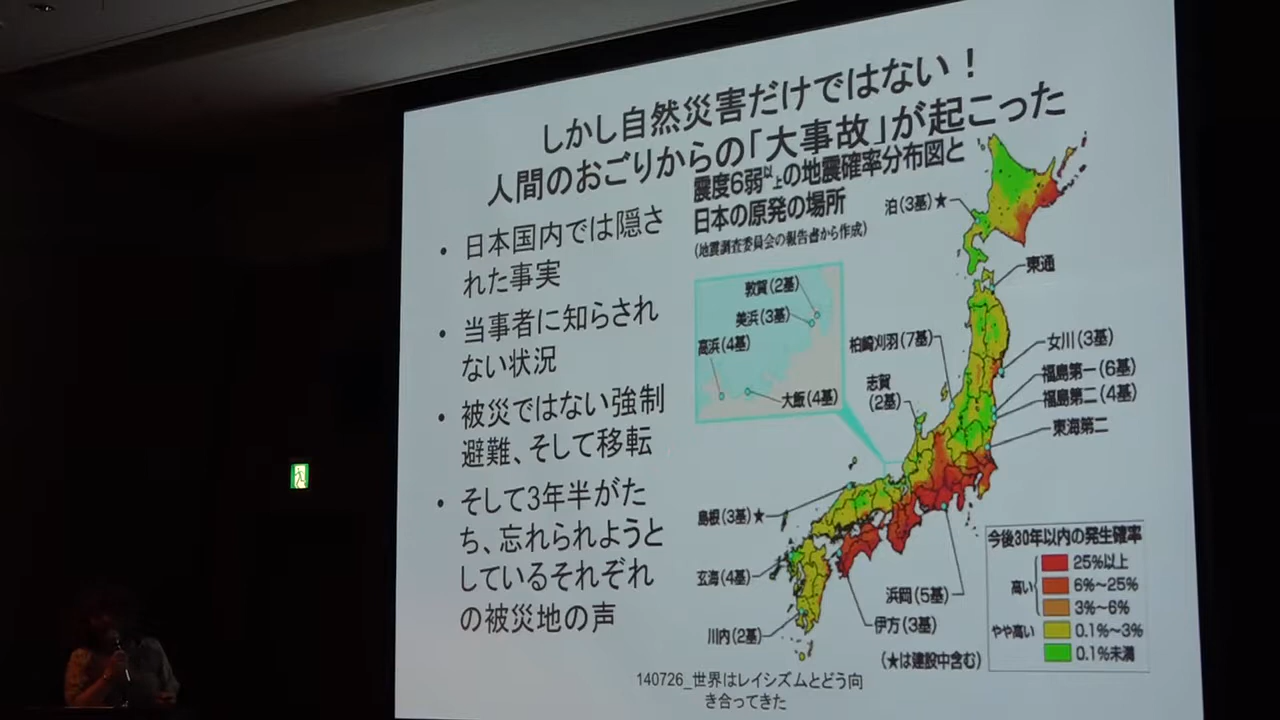 しかし自然災害だけではない！
人間のおごりからの「大事故」が起こった
・日本国内では隠さ
れた事実
・当事者に知らされ
ない状況
・被災ではない強制
避難、そして移転
・そして3年半がた
ち、忘れられようと
しているそれぞれ
の被災地の声
震度6弱以上の地震確率分布図と
日本の原発の場所
(地震調査委員会の報告書から作成)
泊(3基)★
東通
敦賀(2基)
美浜(3基)
高浜(4基)
大飯(4基)
柏崎刈羽(7基)
志賀
(2基)
女川(3基)
福島第一(6基)
福島第二(4基)
東海第二
島根(3基)★
玄海(4基)
川内(2基)
浜岡(5基)
伊方(3基)
(★は建設中含む)
今後30年以内の発生確率
高い
25%以上
6%～25%
3%～6%
やや高い
0.1%～3%
0.1%未満
140726_世界はレイシズムとどう向
き合ってきた